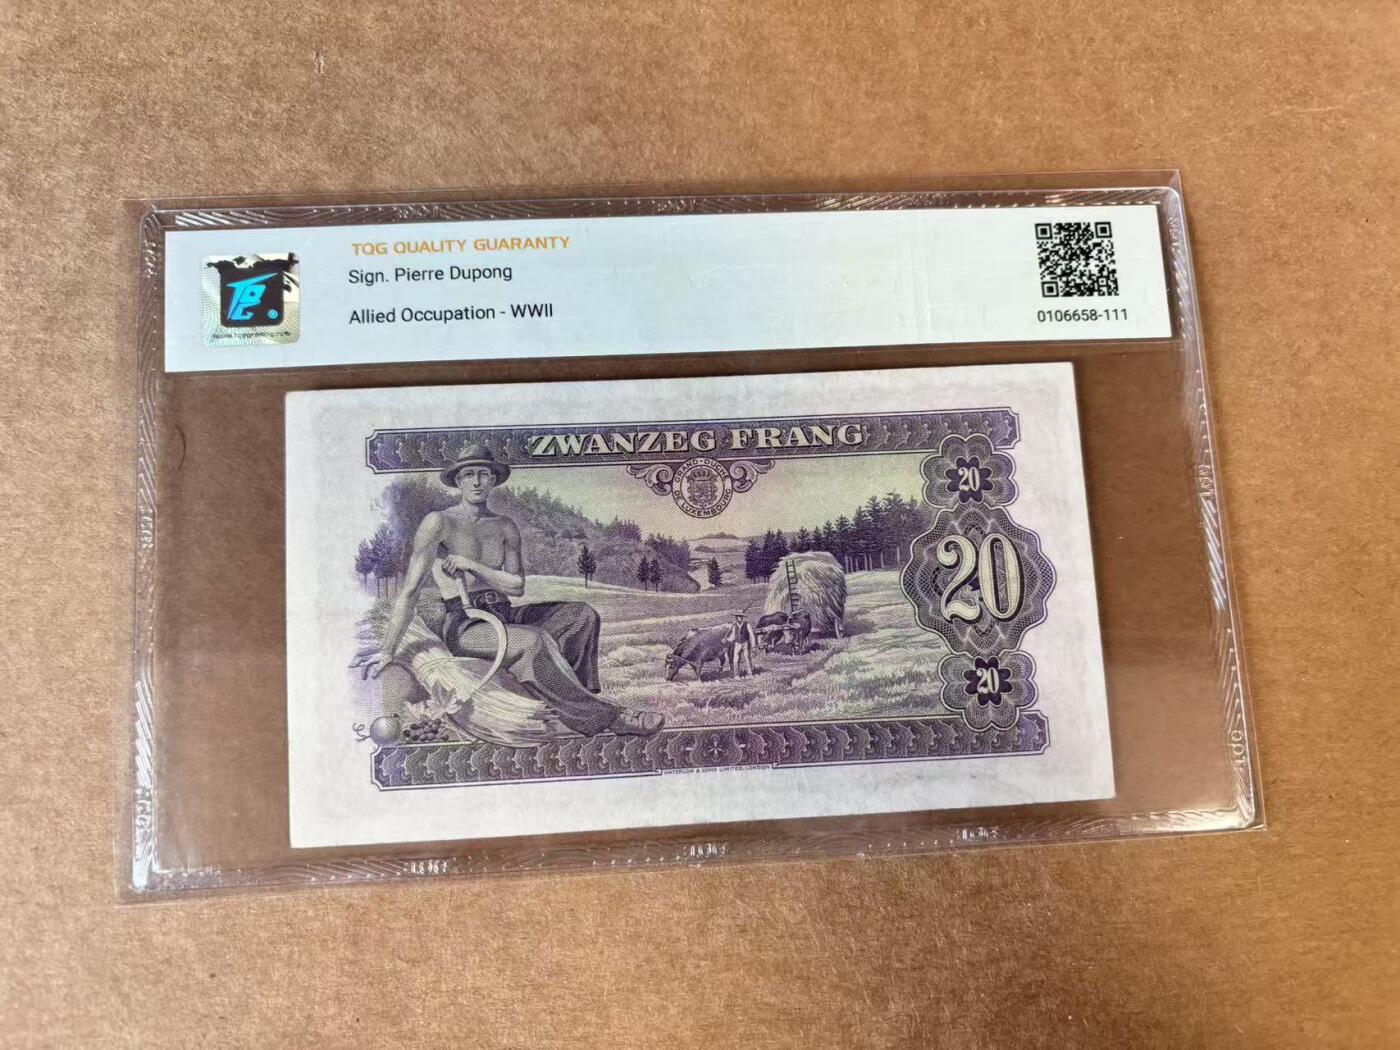 TQG QUALITY GUARANTY
Sign. Pierre Dupong
Allied Occupation - WWII
0106658-111
TQG
ZWANZEG FRANG
GRAND-DUCHÉ
DE LUXEMBOURG
20
20
20
WATERLOW & SONS LIMITED, LONDON.